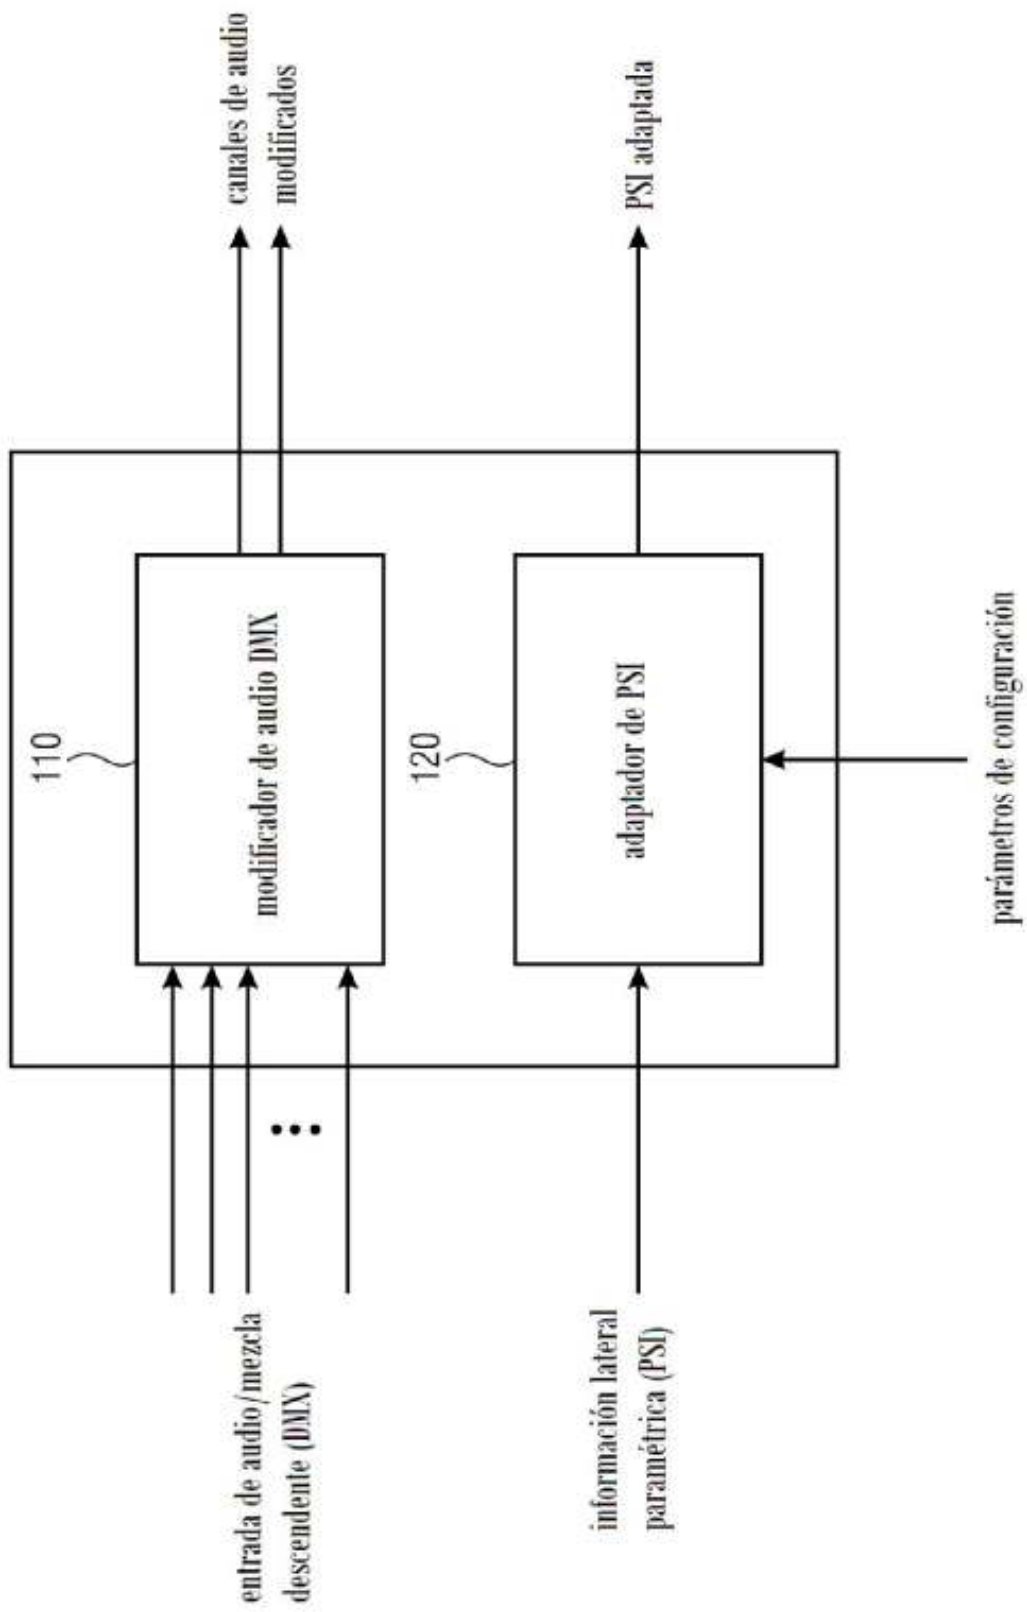 entrada de audio/mezcla
descendente (DMX)
110
modificador de audio DMX
canales de audio
modificados
información lateral
paramétrica (PSI)
120
adaptador de PSI
PSI adaptada
parámetros de configuración